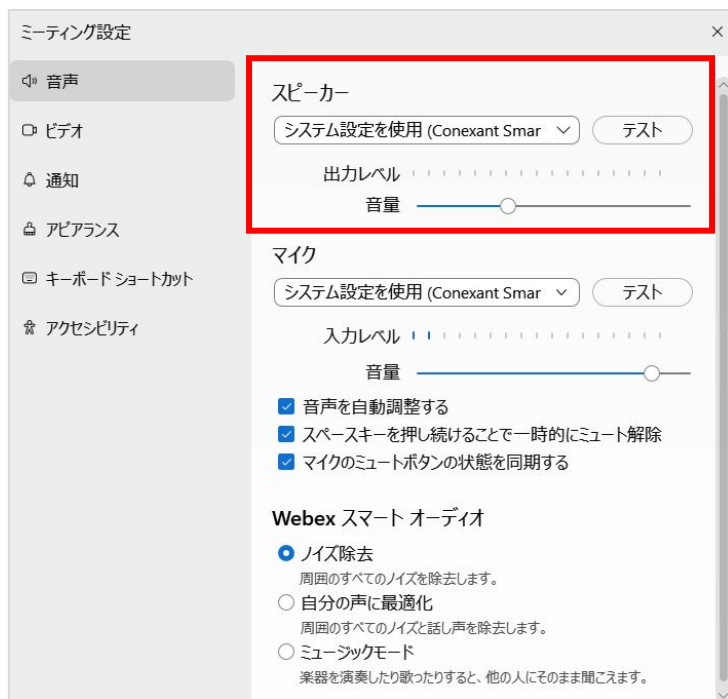 ミーティング設定
音声
ビデオ
通知
アピアランス
キーボード ショートカット
アクセシビリティ
スピーカー
システム設定を使用 (Conexant Smar
テスト
出力レベル
音量
マイク
システム設定を使用 (Conexant Smar
テスト
入力レベル
音量
音声を自動調整する
スペースキーを押し続けることで一時的にミュート解除
マイクのミュートボタンの状態を同期する
Webex スマート オーディオ
ノイズ除去
周囲のすべてのノイズを除去します。
自分の声に最適化
周囲のすべてのノイズと話し声を除去します。
ミュージックモード
楽器を演奏したり歌ったりすると、他の人にそのまま聞こえます。